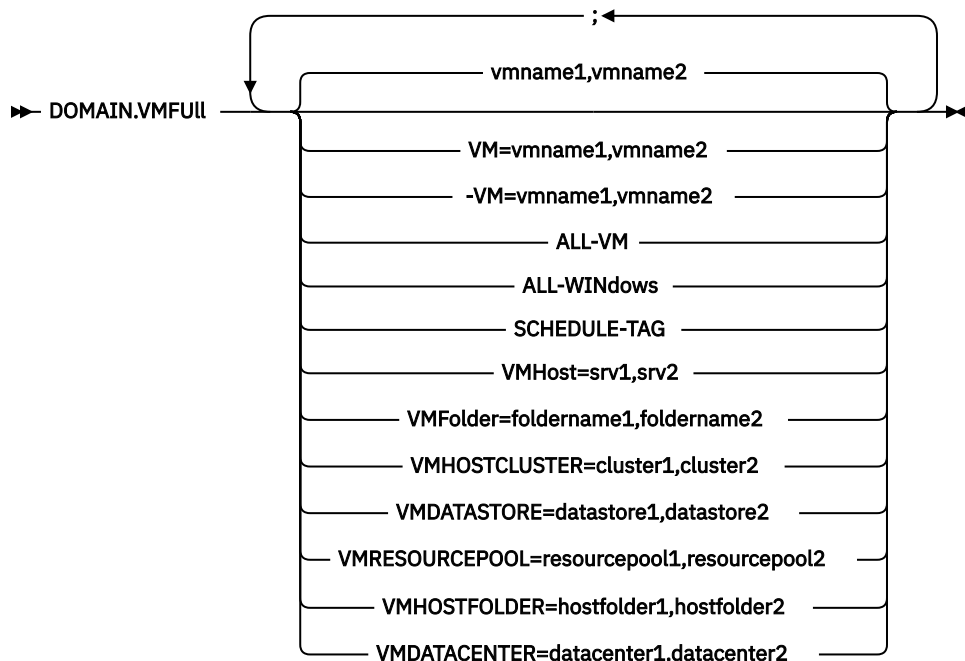 ;
vmname1,vmname2
DOMAIN.VMFUll
VM=vmname1,vmname2
-VM=vmname1,vmname2
ALL-VM
ALL-WINdows
SCHEDULE-TAG
VMHost=srv1,srv2
VMFolder=foldername1,foldername2
VMHOSTCLUSTER=cluster1,cluster2
VMDATASTORE=datastore1,datastore2
VMRESOURCEPOOL=resourcepool1,resourcepool2
VMHOSTFOLDER=hostfolder1,hostfolder2
VMDATACENTER=datacenter1,datacenter2